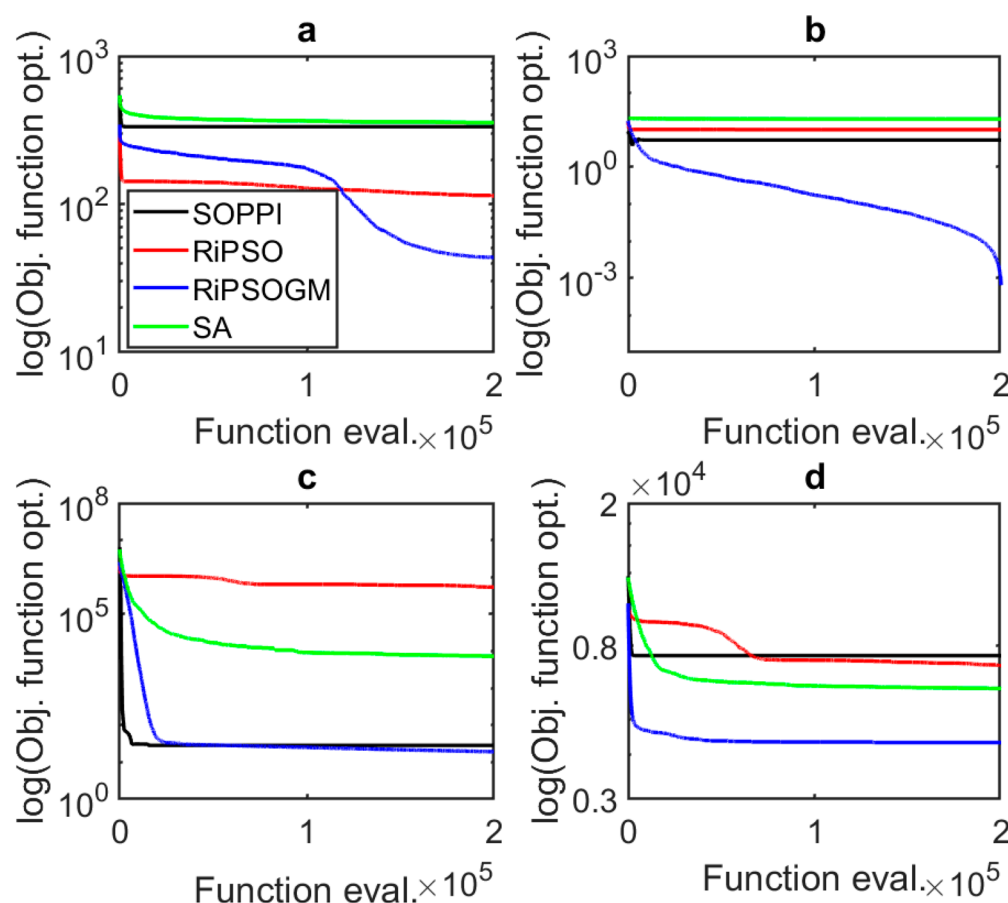 a
log(Obj. function opt.)
10^3
10^2
10^1
0
1
2
Function eval.
×10^5
SOPPI
RiPSO
RiPSOGM
SA
b
log(Obj. function opt.)
10^3
10^0
10^-3
0
1
2
Function eval.
×10^5
c
log(Obj. function opt.)
10^8
10^5
10^0
0
1
2
Function eval.
×10^5
d
×10^4
log(Obj. function opt.)
2
0.8
0.3
0
1
2
Function eval.
×10^5